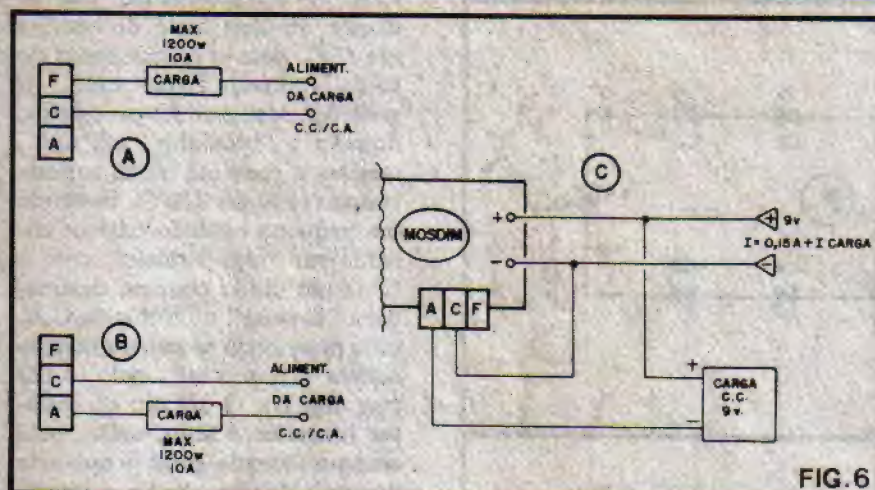 MAX.
1200w
10A
F
CARGA
ALIMENT.
C
DA CARGA
A
C.C./C.A.
A
F
C
ALIMENT.
B
DA CARGA
A
CARGA
C.C./C.A.
MAX.
1200w
10A
C
MOSDIM
+
+ 9v
I = 0,15A + I CARGA
-
-
A C F
+
CARGA
C.C.
9v.
-
FIG. 6